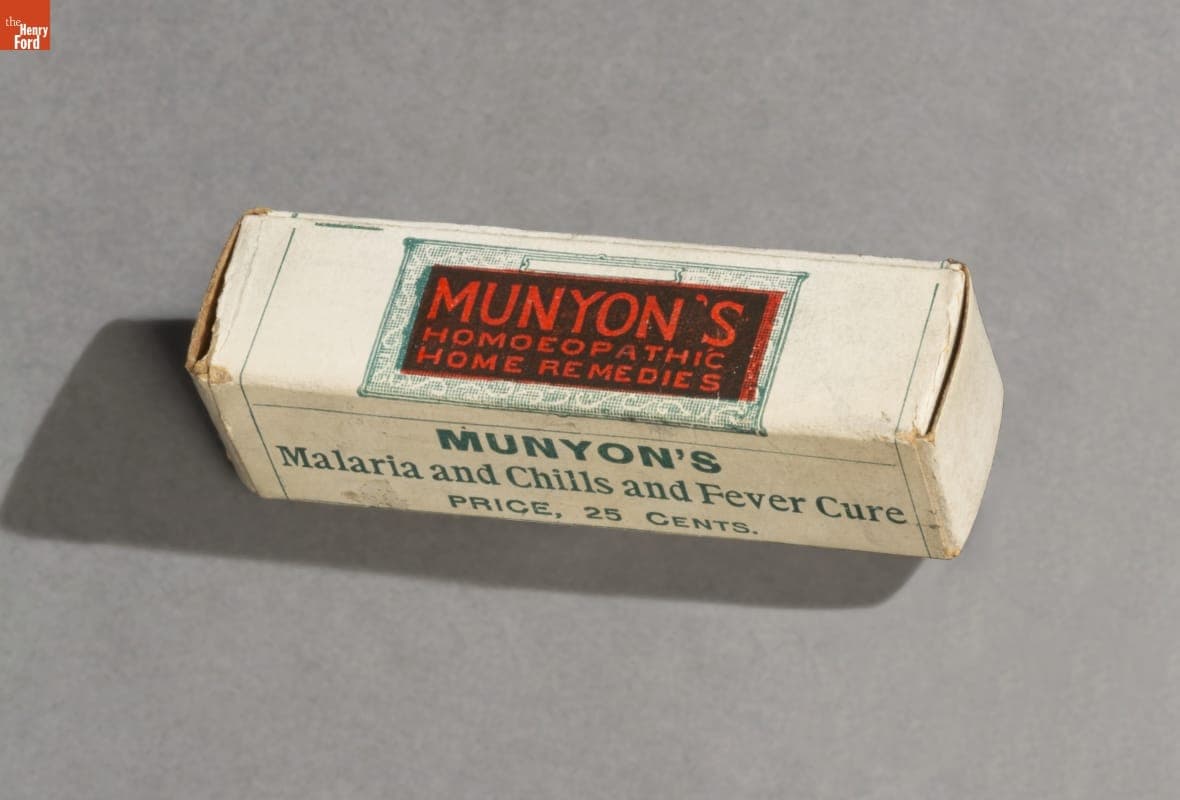 the
Henry
Ford
MUNYON'S
HOMOEOPATHIC
HOME REMEDIES
MUNYON'S
Malaria and Chills and Fever Cure
PRICE, 25 CENTS.